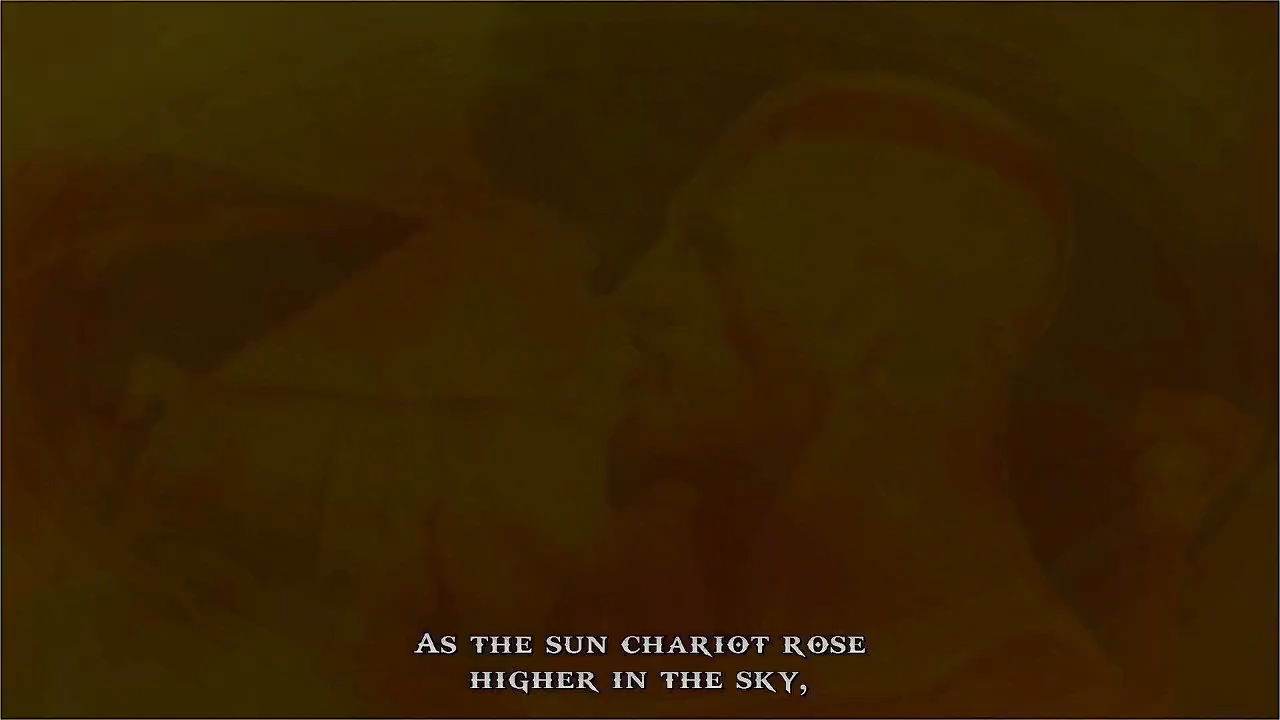 As the sun chariot rose
higher in the sky,